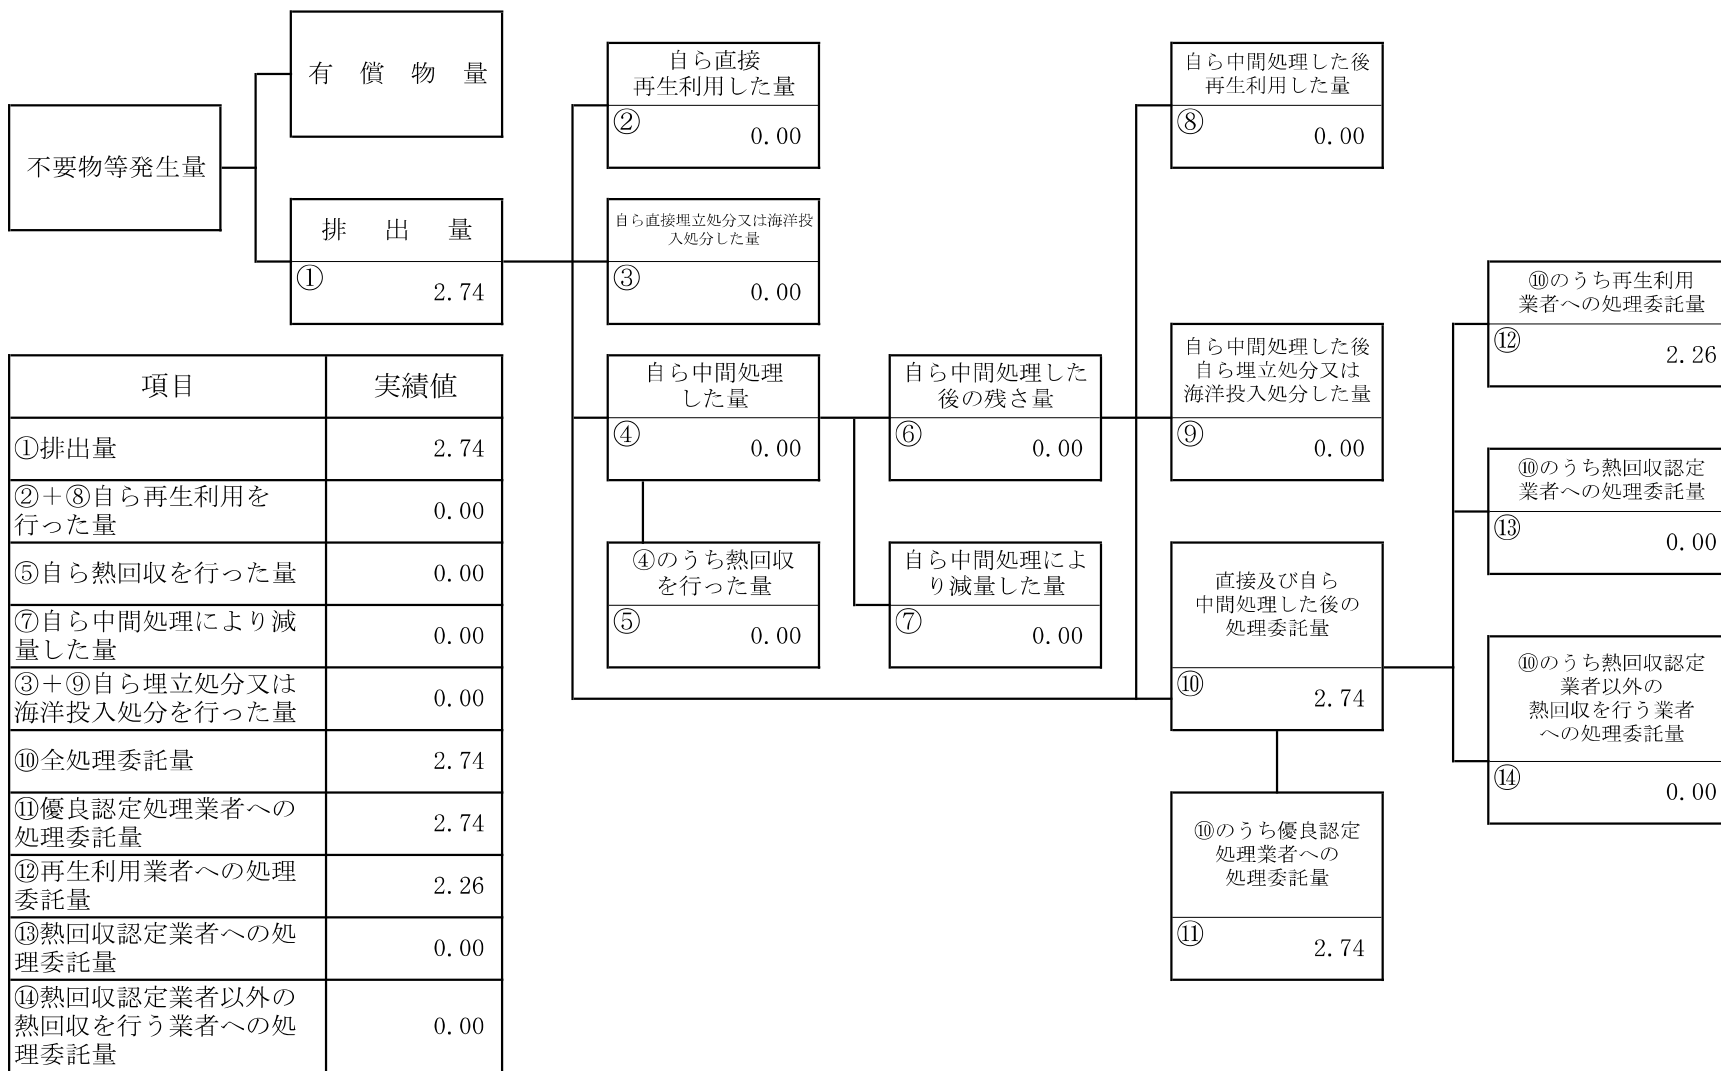 有償物量
不要物等発生量
排出量
①
2.74
自ら直接
再生利用した量
②
0.00
自ら直接埋立処分又は海洋投
入処分した量
③
0.00
自ら中間処理
した量
④
0.00
④のうち熱回収
を行った量
⑤
0.00
自ら中間処理した
後の残さ量
⑥
0.00
自ら中間処理によ
り減量した量
⑦
0.00
自ら中間処理した後
再生利用した量
⑧
0.00
自ら中間処理した後
自ら埋立処分又は
海洋投入処分した量
⑨
0.00
直接及び自ら
中間処理した後の
処理委託量
⑩
2.74
⑩のうち優良認定
処理業者への
処理委託量
⑪
2.74
⑩のうち再生利用
業者への処理委託量
⑫
2.26
⑩のうち熱回収認定
業者への処理委託量
⑬
0.00
⑩のうち熱回収認定
業者以外の
熱回収を行う業者
への処理委託量
⑭
0.00
項目 実績値
①排出量 2.74
②＋⑧自ら再生利用を
行った量 0.00
⑤自ら熱回収を行った量 0.00
⑦自ら中間処理により減
量した量 0.00
③＋⑨自ら埋立処分又は
海洋投入処分を行った量 0.00
⑩全処理委託量 2.74
⑪優良認定処理業者への
処理委託量 2.74
⑫再生利用業者への処理
委託量 2.26
⑬熱回収認定業者への処
理委託量 0.00
⑭熱回収認定業者以外の
熱回収を行う業者への処
理委託量 0.00